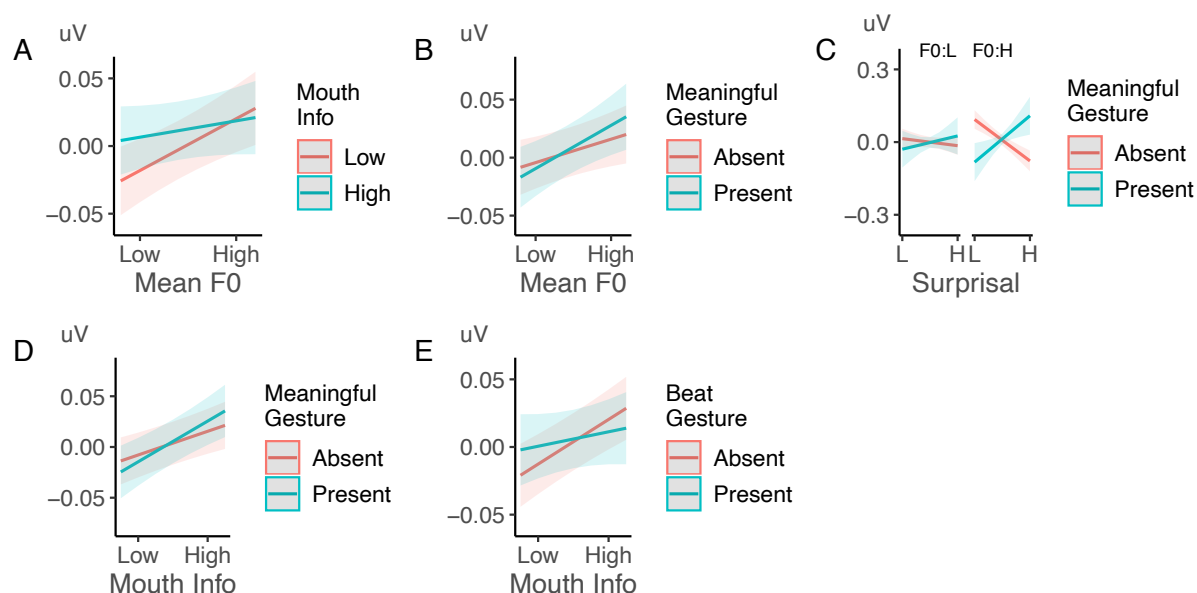 A
uV
0.05
0.00
−0.05
Low
High
Mean F0
Mouth
Info
Low
High
B
uV
0.05
0.00
−0.05
Low
High
Mean F0
Meaningful
Gesture
Absent
Present
C
uV
F0:L
F0:H
0.3
0.0
−0.3
L
H
L
H
Surprisal
Meaningful
Gesture
Absent
Present
D
uV
0.05
0.00
−0.05
Low
High
Mouth Info
Meaningful
Gesture
Absent
Present
E
uV
0.05
0.00
−0.05
Low
High
Mouth Info
Beat
Gesture
Absent
Present